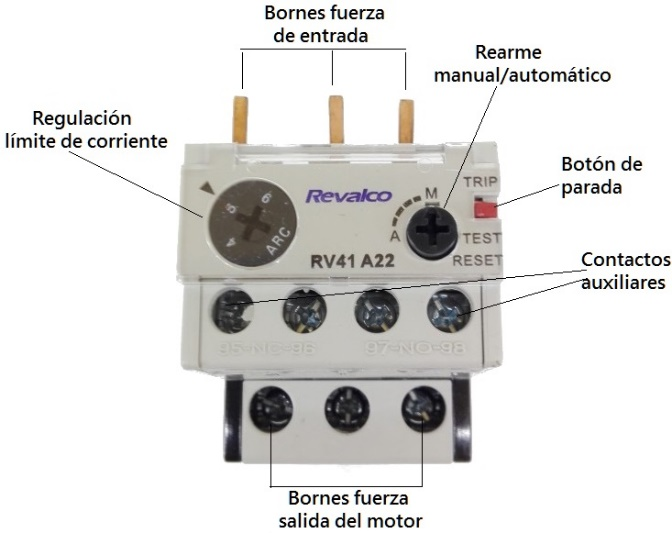 Bornes fuerza
de entrada
Rearme
manual/automático
Regulación
límite de corriente
Botón de
parada
TRIP
M
Revalco
5 6
4 ARC
A
TEST
RV41 A22
RESET
Contactos
auxiliares
95-NC-96 97-NO-98
Bornes fuerza
salida del motor